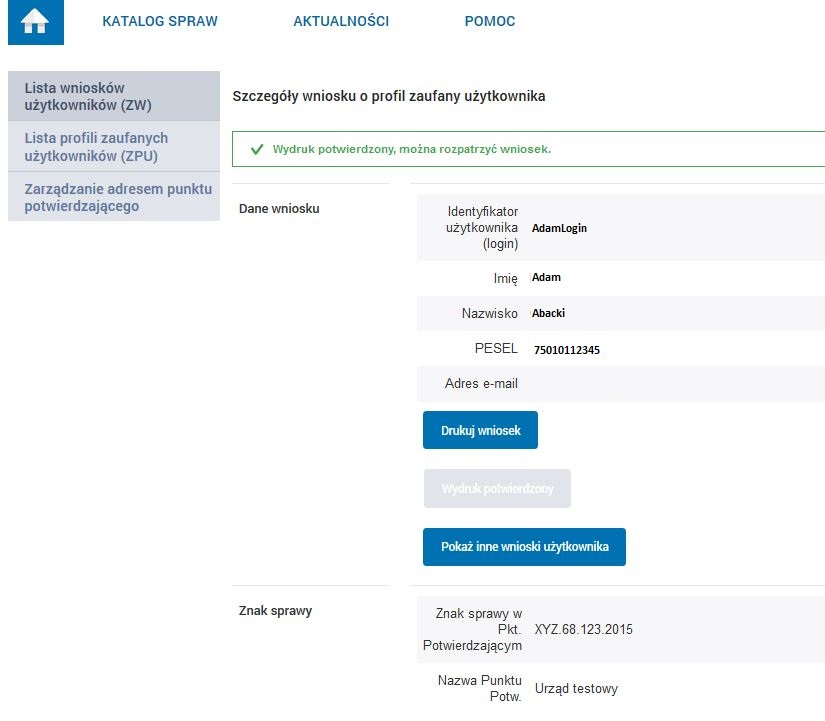 KATALOG SPRAW
AKTUALNOŚCI
POMOC
Lista wniosków
użytkowników (ZW)
Lista profili zaufanych
użytkowników (ZPU)
Zarządzanie adresem punktu
potwierdzającego
Szczegóły wniosku o profil zaufany użytkownika
Wydruk potwierdzony, można rozpatrzyć wniosek.
Dane wniosku
Identyfikator
użytkownika
(login)
AdamLogin
Imię
Adam
Nazwisko
Abacki
PESEL
75010112345
Adres e-mail
Drukuj wniosek
Wydruk potwierdzony
Pokaż inne wnioski użytkownika
Znak sprawy
Znak sprawy w
Pkt.
Potwierdzającym
XYZ.68.123.2015
Nazwa Punktu
Potw.
Urząd testowy